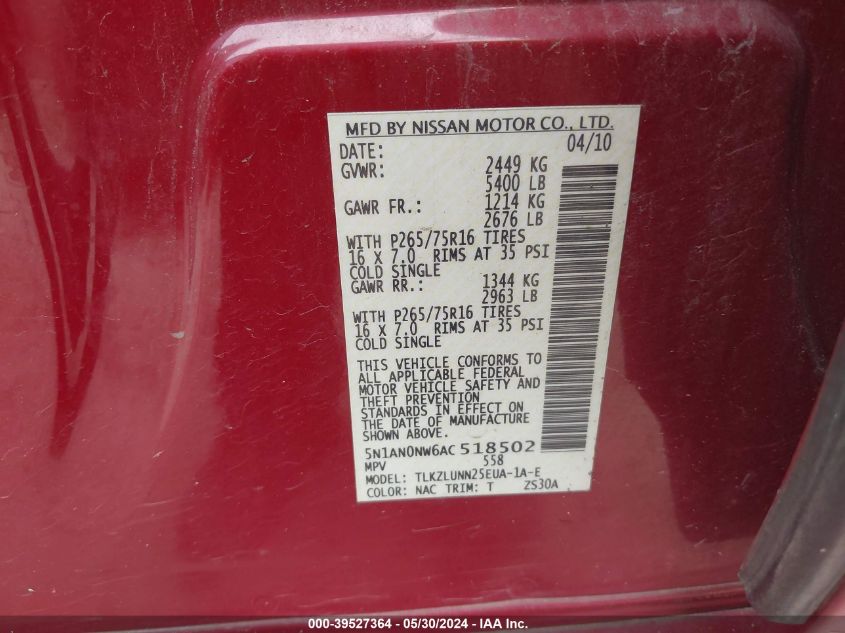 MFD BY NISSAN MOTOR CO., LTD.
DATE: 04/10
GVWR: 2449 KG
5400 LB
GAWR FR.: 1214 KG
2676 LB
WITH P265/75R16 TIRES
16 X 7.0 RIMS AT 35 PSI
COLD SINGLE
GAWR RR.: 1344 KG
2963 LB
WITH P265/75R16 TIRES
16 X 7.0 RIMS AT 35 PSI
COLD SINGLE
THIS VEHICLE CONFORMS TO
ALL APPLICABLE FEDERAL
MOTOR VEHICLE SAFETY AND
THEFT PREVENTION
STANDARDS IN EFFECT ON
THE DATE OF MANUFACTURE
SHOWN ABOVE.
5N1AN0NW6AC518502
MPV 558
MODEL: TLKZLUNN25EUA-1A-E
COLOR: NAC TRIM: T ZS30A
000-39527364 - 05/30/2024 - IAA Inc.